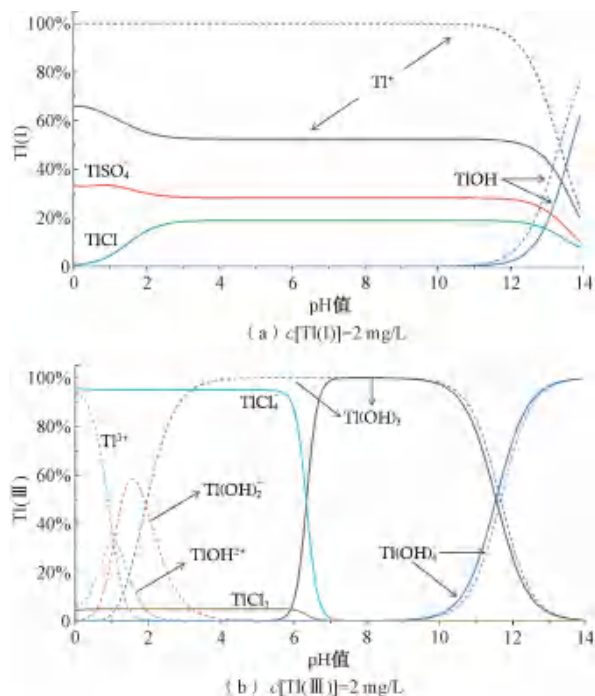 100%
80%
60%
40%
20%
0
Tl(I)
Tl⁺
TlSO₄⁻
TlOH
TlCl
0 2 4 6 8 10 12 14
pH值
(a) c[Tl(I)]=2 mg/L
100%
80%
60%
40%
20%
0
Tl(Ⅲ)
TlCl₄⁻
Tl³⁺
Tl(OH)₃
Tl(OH)₂⁻
TlOH²⁺
Tl(OH)₄⁻
TlCl₃
0 2 4 6 8 10 12 14
pH值
(b) c[Tl(Ⅲ)]=2 mg/L